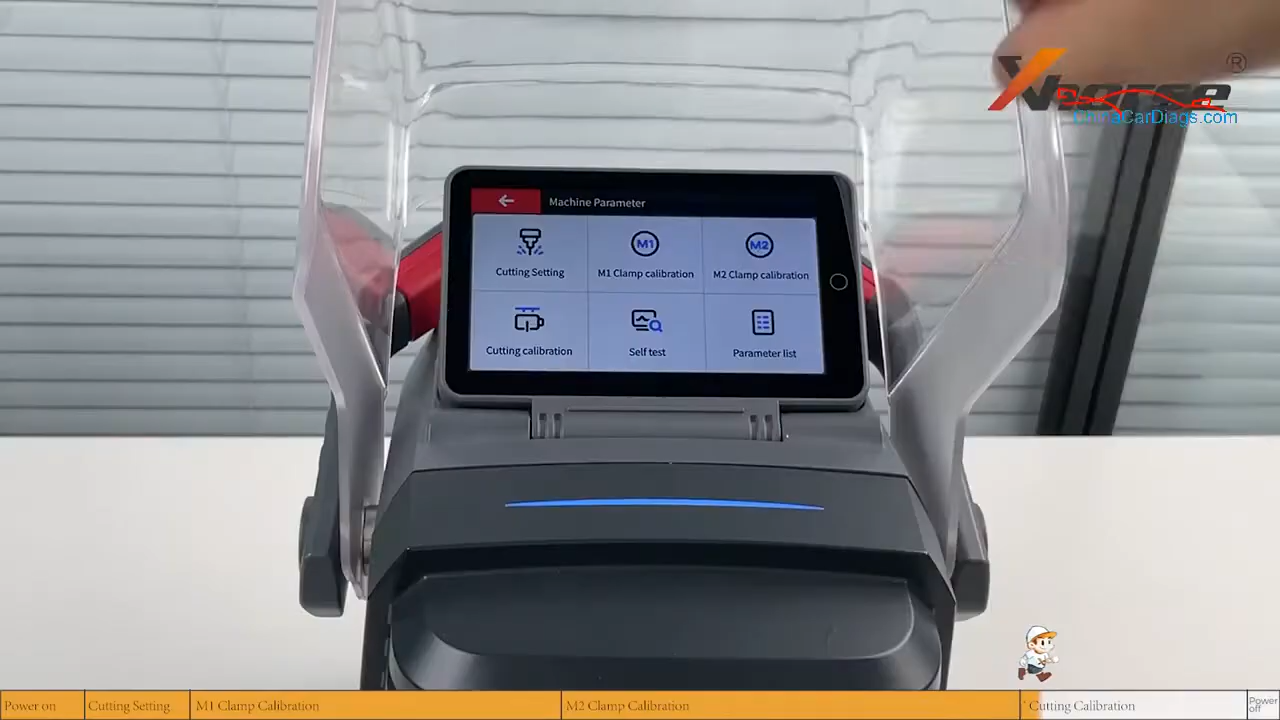 Xhorse
®
ChinaCarDiags.com
Machine Parameter
Cutting Setting
M1
M1 Clamp calibration
M2
M2 Clamp calibration
Cutting calibration
Self test
Parameter list
Power on
Cutting Setting
M1 Clamp Calibration
M2 Clamp Calibration
' Cutting Calibration
Power
off